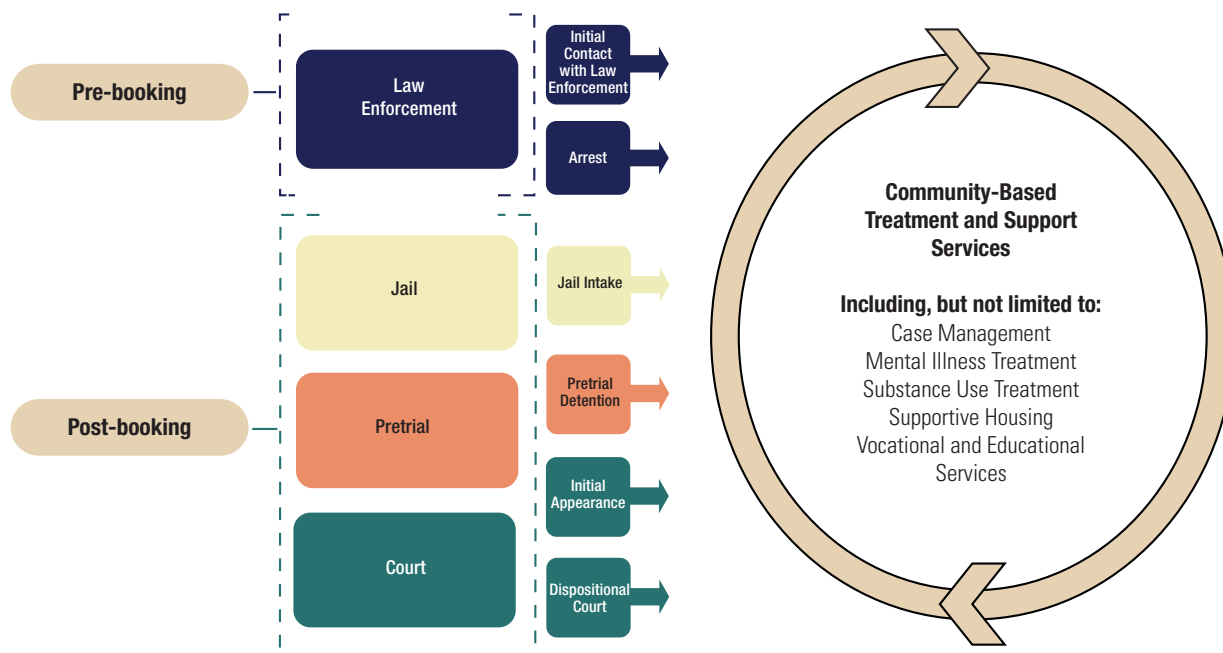 Pre-booking
Law
Enforcement
Initial
Contact
with Law
Enforcement
Arrest
Post-booking
Jail
Jail Intake
Pretrial
Pretrial
Detention
Court
Initial
Appearance
Dispositional
Court
Community-Based
Treatment and Support
Services
Including, but not limited to:
Case Management
Mental Illness Treatment
Substance Use Treatment
Supportive Housing
Vocational and Educational
Services